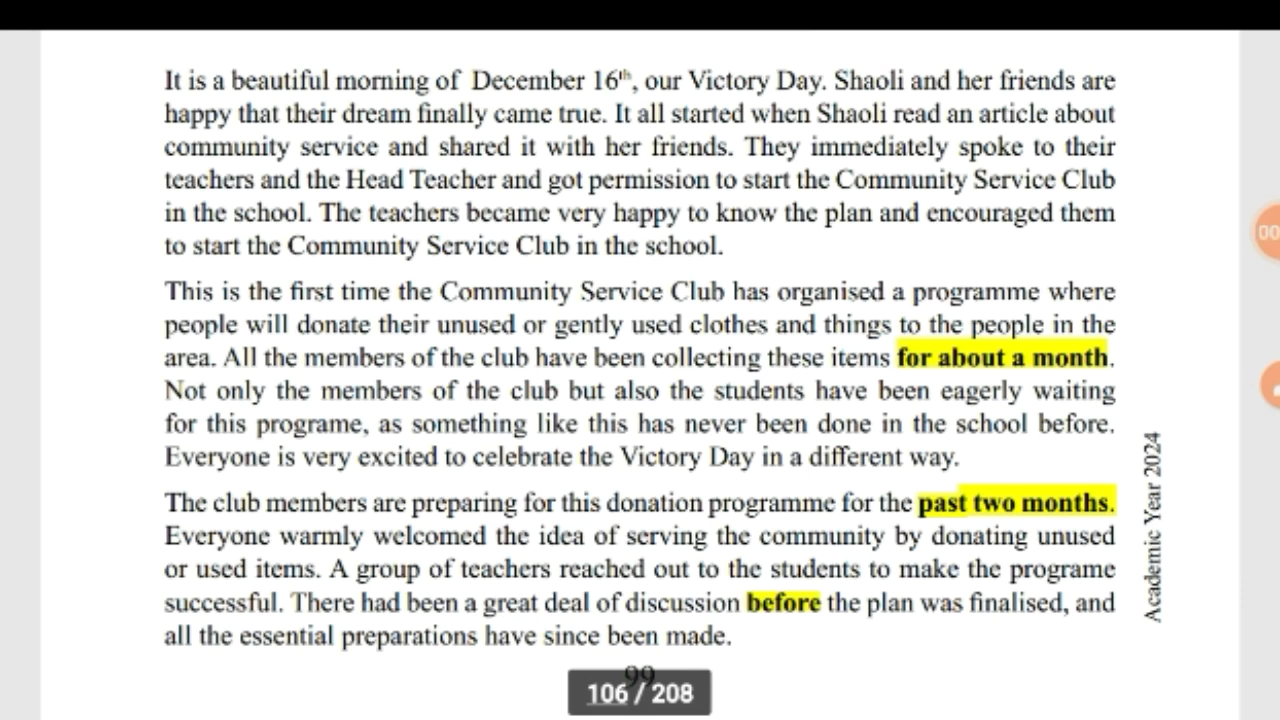 It is a beautiful morning of December 16th, our Victory Day. Shaoli and her friends are
happy that their dream finally came true. It all started when Shaoli read an article about
community service and shared it with her friends. They immediately spoke to their
teachers and the Head Teacher and got permission to start the Community Service Club
in the school. The teachers became very happy to know the plan and encouraged them
to start the Community Service Club in the school.
This is the first time the Community Service Club has organised a programme where
people will donate their unused or gently used clothes and things to the people in the
area. All the members of the club have been collecting these items for about a month.
Not only the members of the club but also the students have been eagerly waiting
for this programe, as something like this has never been done in the school before.
Everyone is very excited to celebrate the Victory Day in a different way.
The club members are preparing for this donation programme for the past two months.
Everyone warmly welcomed the idea of serving the community by donating unused
or used items. A group of teachers reached out to the students to make the programe
successful. There had been a great deal of discussion before the plan was finalised, and
all the essential preparations have since been made.
Academic Year 2024
99
106 / 208
00